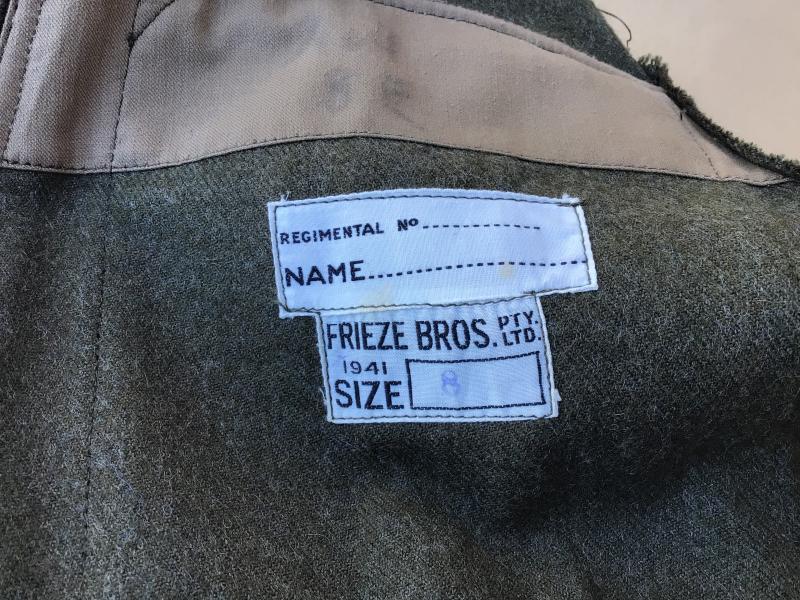 REGIMENTAL No...............
NAME........................
FRIEZE BROS. PTY. LTD.
1941
SIZE 8